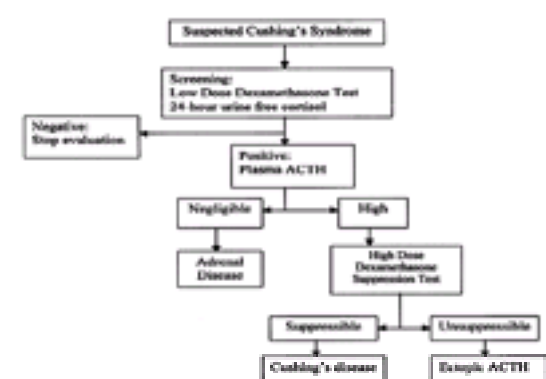 Suspected Cushing's Syndrome
Screening:
Low Dose Dexamethasone Test
24-hour urine free cortisol
Negative:
Stop evaluation
Positive:
Plasma ACTH
Negligible
High
Adrenal
Disease
High Dose
Dexamethasone
Suppression Test
Suppressible
Unsuppressible
Cushing's disease
Ectopic ACTH